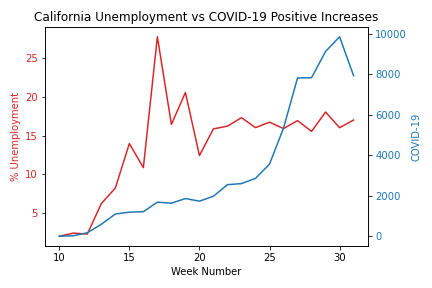 California Unemployment vs COVID-19 Positive Increases
% Unemployment
25
20
15
10
5
10000
8000
6000
4000
2000
0
COVID-19
10 15 20 25 30
Week Number